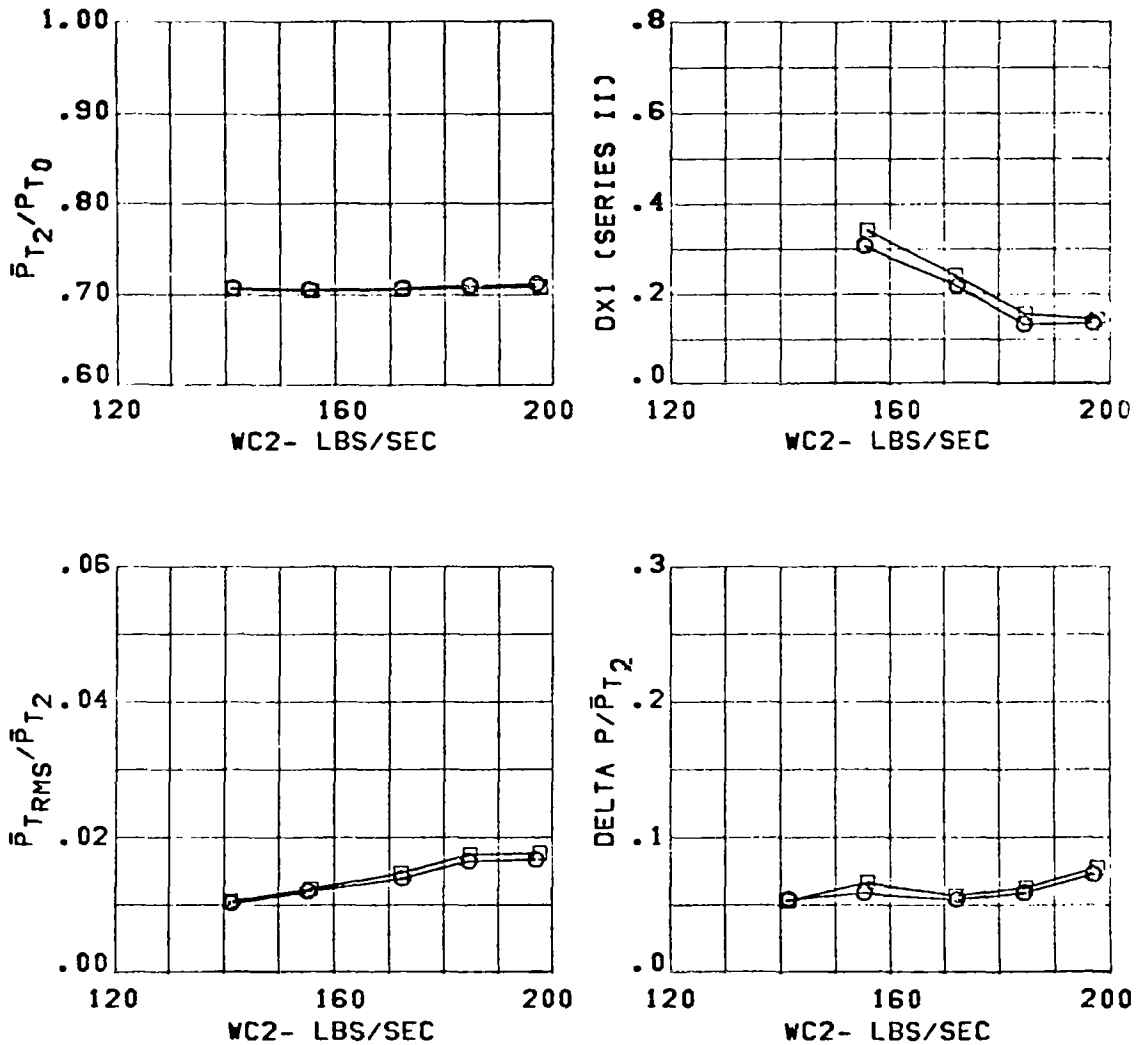 1.00
.90
.80
.70
.60
P̄T2/PT0
120 160 200
WC2- LBS/SEC
.8
.6
.4
.2
.0
DX1 (SERIES II)
120 160 200
WC2- LBS/SEC
.06
.04
.02
.00
P̄TRMS/P̄T2
120 160 200
WC2- LBS/SEC
.3
.2
.1
.0
DELTA P/P̄T2
120 160 200
WC2- LBS/SEC